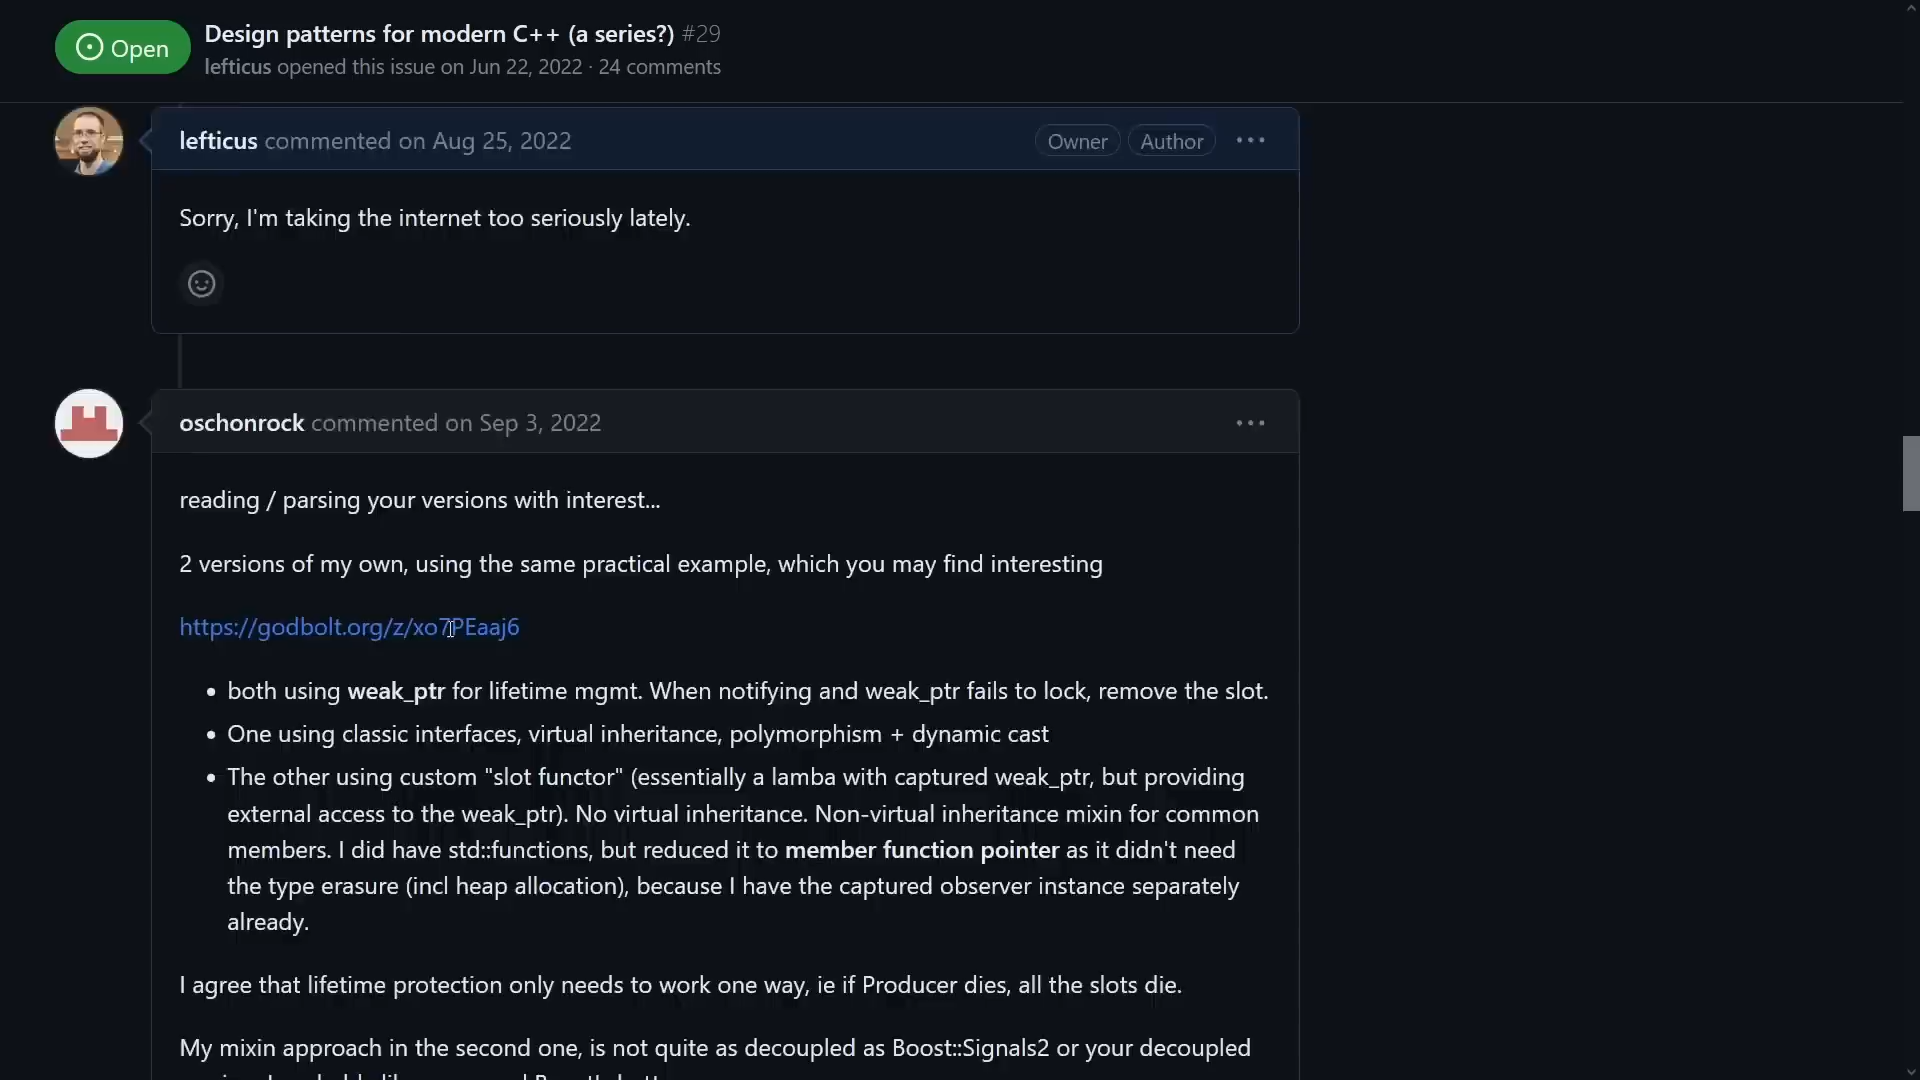 Open
Design patterns for modern C++ (a series?) #29
lefticus opened this issue on Jun 22, 2022 · 24 comments
lefticus commented on Aug 25, 2022
Owner
Author
Sorry, I'm taking the internet too seriously lately.
oschonrock commented on Sep 3, 2022
reading / parsing your versions with interest...
2 versions of my own, using the same practical example, which you may find interesting
https://godbolt.org/z/xo7PEaaj6
• both using weak_ptr for lifetime mgmt. When notifying and weak_ptr fails to lock, remove the slot.
• One using classic interfaces, virtual inheritance, polymorphism + dynamic cast
• The other using custom "slot functor" (essentially a lamba with captured weak_ptr, but providing
external access to the weak_ptr). No virtual inheritance. Non-virtual inheritance mixin for common
members. I did have std::functions, but reduced it to member function pointer as it didn't need
the type erasure (incl heap allocation), because I have the captured observer instance separately
already.
I agree that lifetime protection only needs to work one way, ie if Producer dies, all the slots die.
My mixin approach in the second one, is not quite as decoupled as Boost::Signals2 or your decoupled